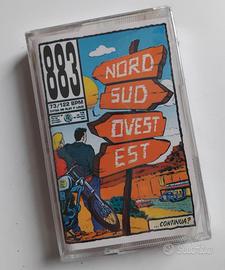 883
73/122 BPM
NORD
SUD
OVEST
EST
...CONTINUA?